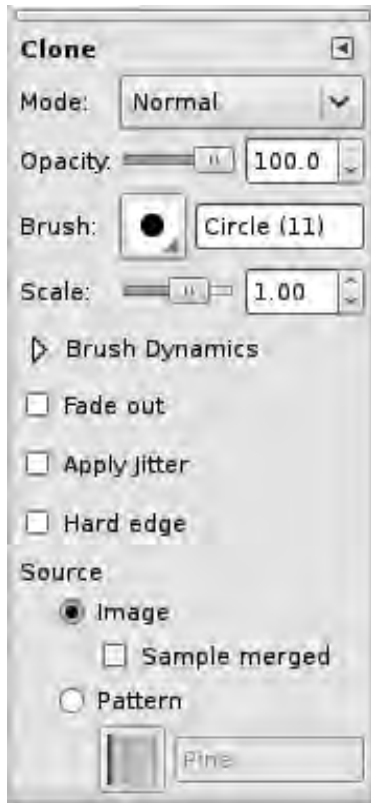 Clone
Mode: Normal
Opacity: 100.0
Brush: Circle (11)
Scale: 1.00
Brush Dynamics
Fade out
Apply Jitter
Hard edge
Source
Image
Sample merged
Pattern
Pine